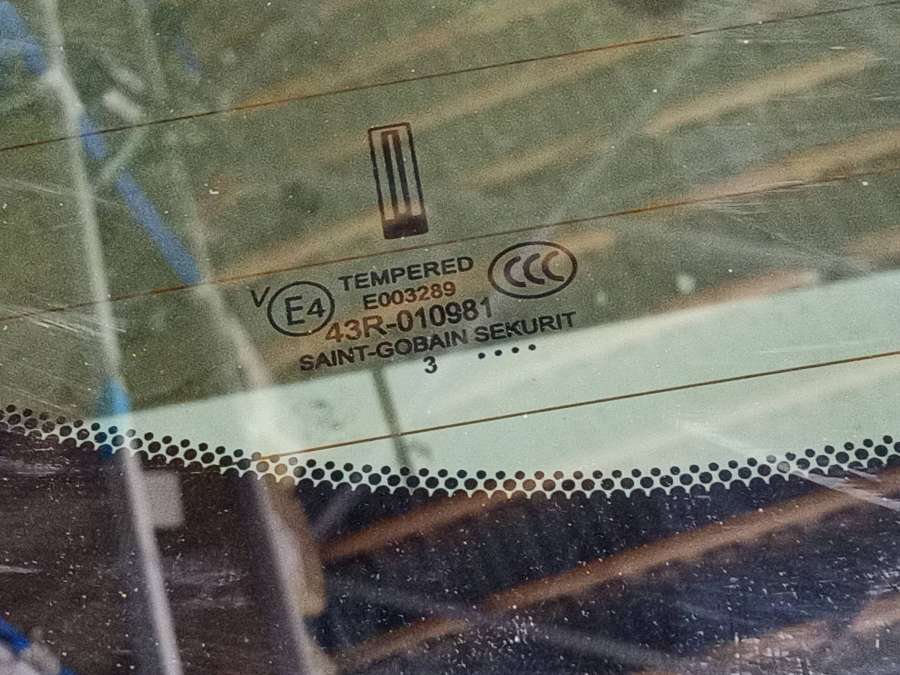 TEMPERED
V E4 E003289 CCC
43R-010981
SAINT-GOBAIN SEKURIT
3 ....